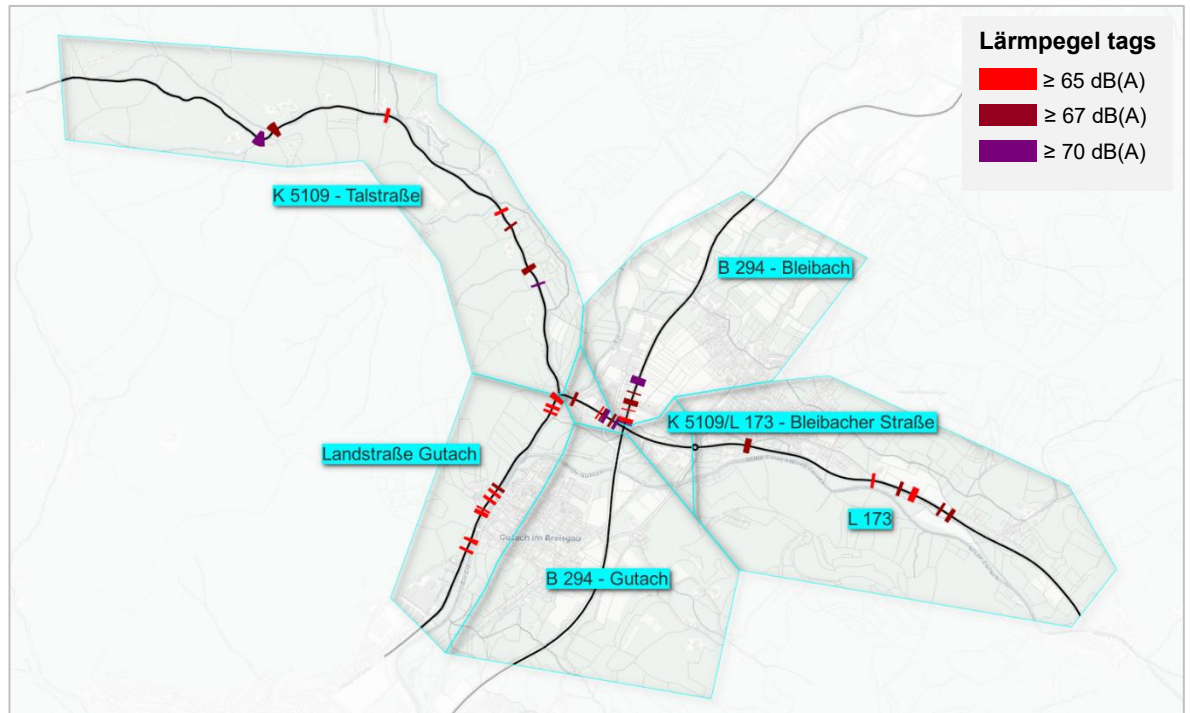 Lärmpegel tags
≥ 65 dB(A)
≥ 67 dB(A)
≥ 70 dB(A)
K 5109 - Talstraße
B 294 - Bleibach
K 5109/L 173 - Bleibacher Straße
Landstraße Gutach
L 173
Gutach im Breisgau
B 294 - Gutach